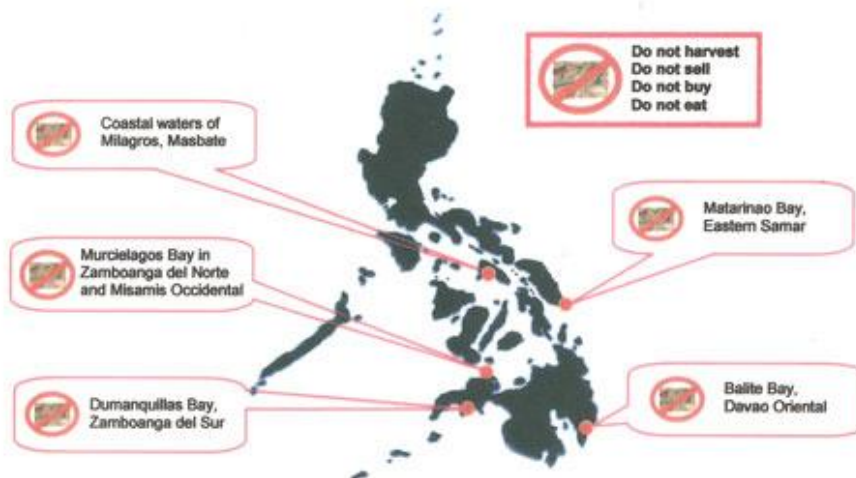 Do not harvest
Do not sell
Do not buy
Do not eat
Coastal waters of
Milagros, Masbate
Matarinao Bay,
Eastern Samar
Murcielagos Bay in
Zamboanga del Norte
and Misamis Occidental
Dumanquillas Bay,
Zamboanga del Sur
Balite Bay,
Davao Oriental